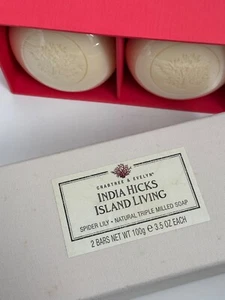 CRABTREE & EVELYN®
INDIA HICKS
ISLAND LIVING
SPIDER LILY • NATURAL TRIPLE MILLED SOAP
2 BARS NET WT 100g ℮ 3.5 OZ EACH